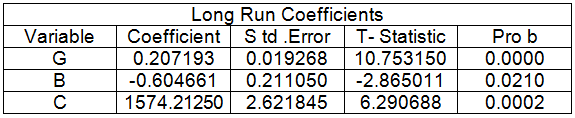 Long Run Coefficients
Variable Coefficient S td .Error T- Statistic Pro b
G 0.207193 0.019268 10.753150 0.0000
B -0.604661 0.211050 -2.865011 0.0210
C 1574.21250 2.621845 6.290688 0.0002